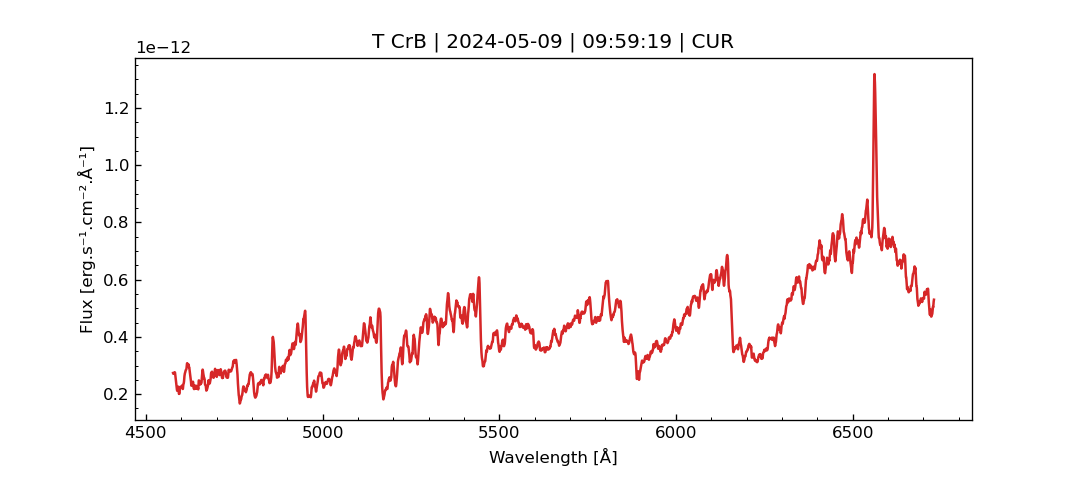 T CrB | 2024-05-09 | 09:59:19 | CUR
1e−12
1.2
1.0
0.8
0.6
0.4
0.2
Flux [erg.s⁻¹.cm⁻².Å⁻¹]
4500 5000 5500 6000 6500
Wavelength [Å]